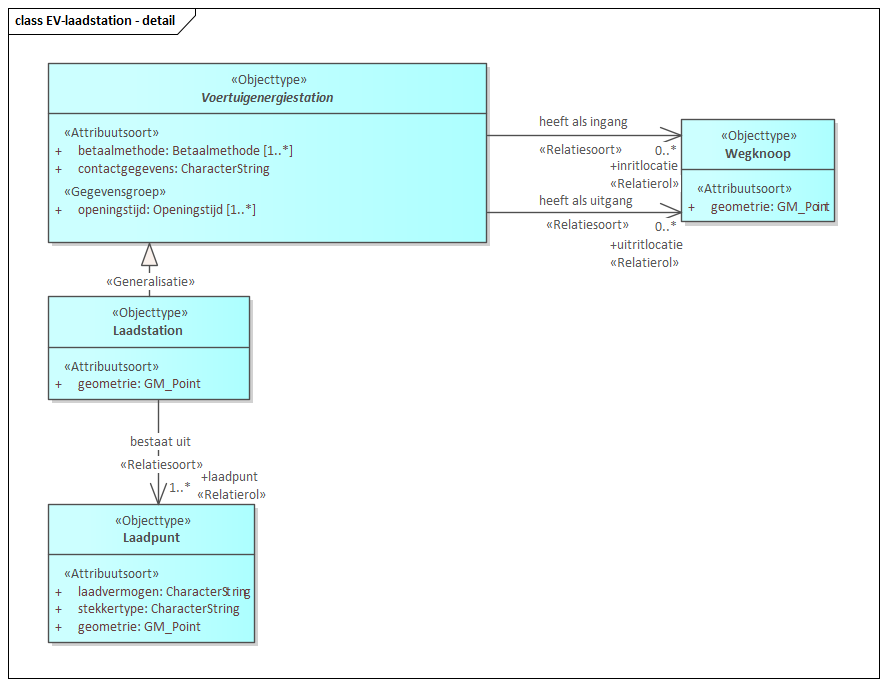 class EV-laadstation - detail
«Objecttype»
Voertuigenergiestation
«Attribuutsoort»
+ betaalmethode: Betaalmethode [1..*]
+ contactgegevens: CharacterString
«Gegevensgroep»
+ openingstijd: Openingstijd [1..*]
heeft als ingang
«Relatiesoort»
0..*
+inritlocatie
«Relatierol»
heeft als uitgang
«Relatiesoort»
0..*
+uitritlocatie
«Relatierol»
«Objecttype»
Wegknoop
«Attribuutsoort»
+ geometrie: GM_Point
«Generalisatie»
«Objecttype»
Laadstation
«Attribuutsoort»
+ geometrie: GM_Point
bestaat uit
«Relatiesoort»
1..*
+laadpunt
«Relatierol»
«Objecttype»
Laadpunt
«Attribuutsoort»
+ laadvermogen: CharacterString
+ stekkertype: CharacterString
+ geometrie: GM_Point